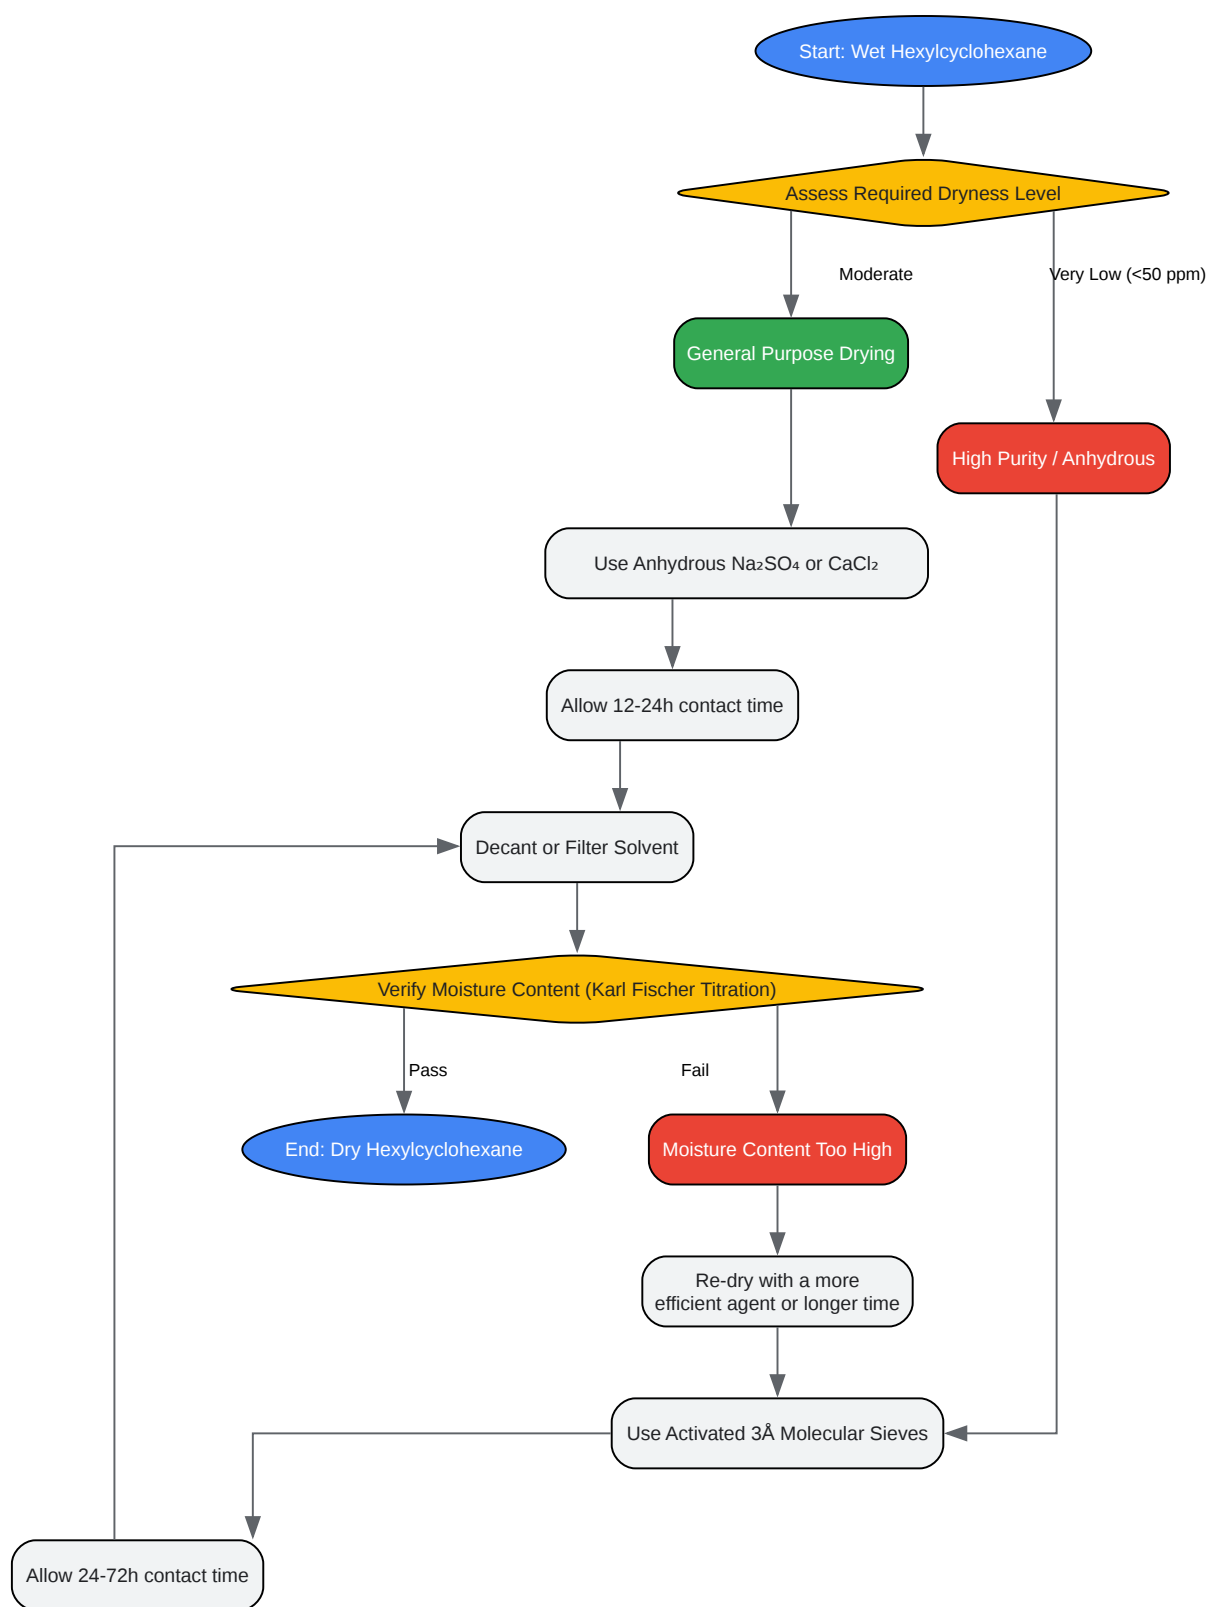 Start: Wet Hexylcyclohexane
Assess Required Dryness Level
Moderate
Very Low (<50 ppm)
General Purpose Drying
High Purity / Anhydrous
Use Anhydrous Na₂SO₄ or CaCl₂
Allow 12-24h contact time
Decant or Filter Solvent
Verify Moisture Content (Karl Fischer Titration)
Pass
Fail
End: Dry Hexylcyclohexane
Moisture Content Too High
Re-dry with a more
efficient agent or longer time
Use Activated 3Å Molecular Sieves
Allow 24-72h contact time